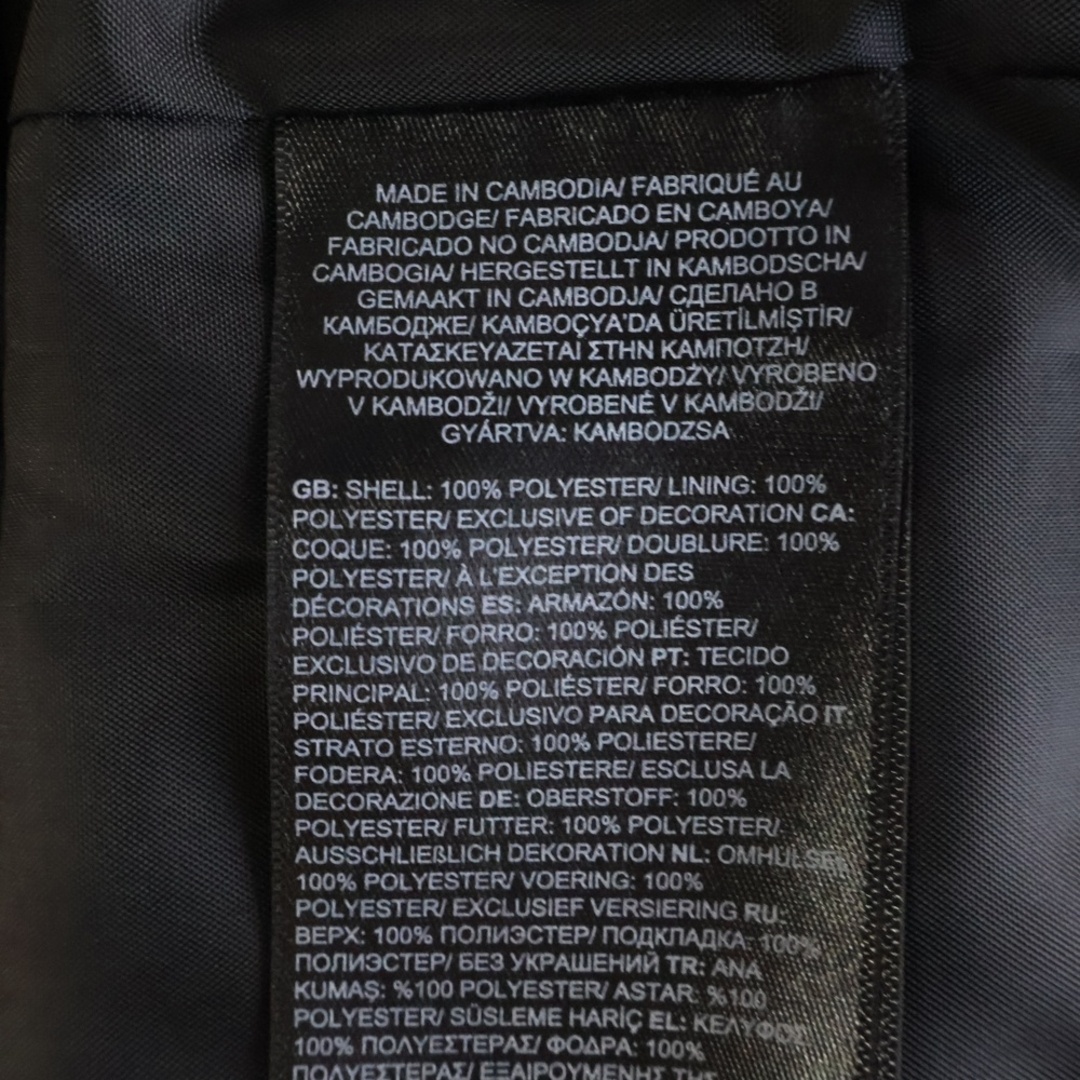 MADE IN CAMBODIA/ FABRIQUÉ AU
CAMBODGE/ FABRICADO EN CAMBOYA/
FABRICADO NO CAMBODJA/ PRODOTTO IN
CAMBOGIA/ HERGESTELLT IN KAMBODSCHA/
GEMAAKT IN CAMBODJA/ СДЕЛАНО В
КАМБОДЖЕ/ KAMBOÇYA'DA ÜRETİLMİŞTİR/
ΚΑΤΑΣΚΕΥΑΖΕΤΑΙ ΣΤΗΝ ΚΑΜΠΟΤΖΗ/
WYPRODUKOWANO W KAMBODŻY/ VYROBENO
V KAMBODŽI/ VYROBENÉ V KAMBODŽI/
GYÁRTVA: KAMBODZSA
GB: SHELL: 100% POLYESTER/ LINING: 100%
POLYESTER/ EXCLUSIVE OF DECORATION CA:
COQUE: 100% POLYESTER/ DOUBLURE: 100%
POLYESTER/ À L'EXCEPTION DES
DÉCORATIONS ES: ARMAZÓN: 100%
POLIÉSTER/ FORRO: 100% POLIÉSTER/
EXCLUSIVO DE DECORACIÓN PT: TECIDO
PRINCIPAL: 100% POLIÉSTER/ FORRO: 100%
POLIÉSTER/ EXCLUSIVO PARA DECORAÇÃO IT:
STRATO ESTERNO: 100% POLIESTERE/
FODERA: 100% POLIESTERE/ ESCLUSA LA
DECORAZIONE DE: OBERSTOFF: 100%
POLYESTER/ FUTTER: 100% POLYESTER/
AUSSCHLIEßLICH DEKORATION NL: OMHULSEL:
100% POLYESTER/ VOERING: 100%
POLYESTER/ EXCLUSIEF VERSIERING RU:
ВЕРХ: 100% ПОЛИЭСТЕР/ ПОДКЛАДКА: 100%
ПОЛИЭСТЕР/ БЕЗ УКРАШЕНИЙ TR: ANA
KUMAŞ: %100 POLYESTER/ ASTAR: %100
POLYESTER/ SÜSLEME HARİÇ EL: ΚΕΛΥΦΟΣ:
100% ΠΟΛΥΕΣΤΕΡΑΣ/ ΦΟΔΡΑ: 100%
ΠΟΛΥΕΣΤΕΡΑΣ/ ΕΞΑΙΡΟΥΜΕΝΗΣ ΤΗΣ